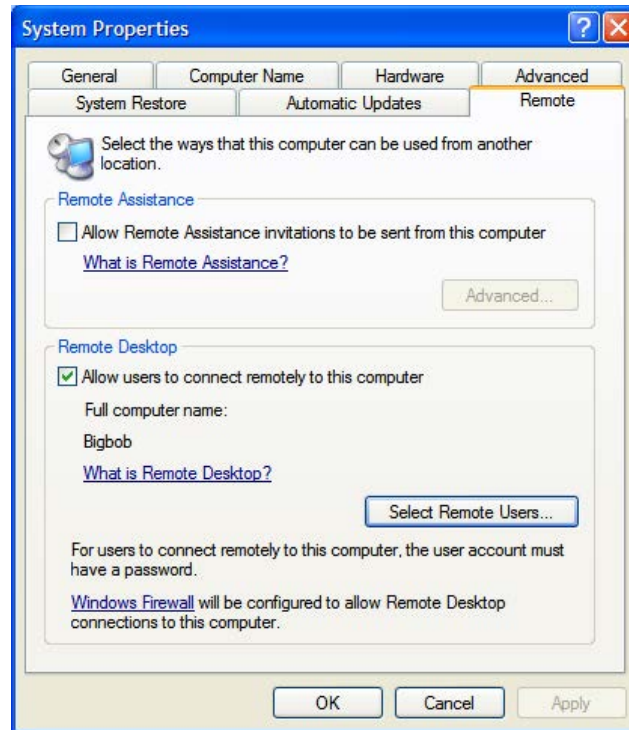 System Properties
General
Computer Name
Hardware
Advanced
System Restore
Automatic Updates
Remote
Select the ways that this computer can be used from another
location.
Remote Assistance
Allow Remote Assistance invitations to be sent from this computer
What is Remote Assistance?
Advanced...
Remote Desktop
Allow users to connect remotely to this computer
Full computer name:
Bigbob
What is Remote Desktop?
Select Remote Users...
For users to connect remotely to this computer, the user account must
have a password.
Windows Firewall will be configured to allow Remote Desktop
connections to this computer.
OK
Cancel
Apply